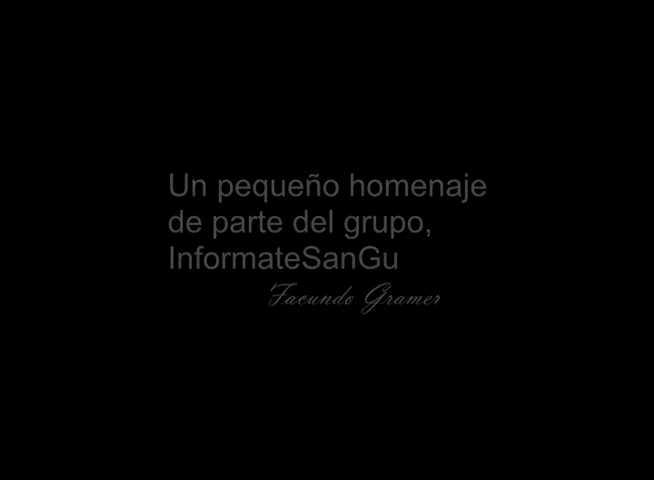 Un pequeño homenaje
de parte del grupo,
InformateSanGu
Facundo Gramer